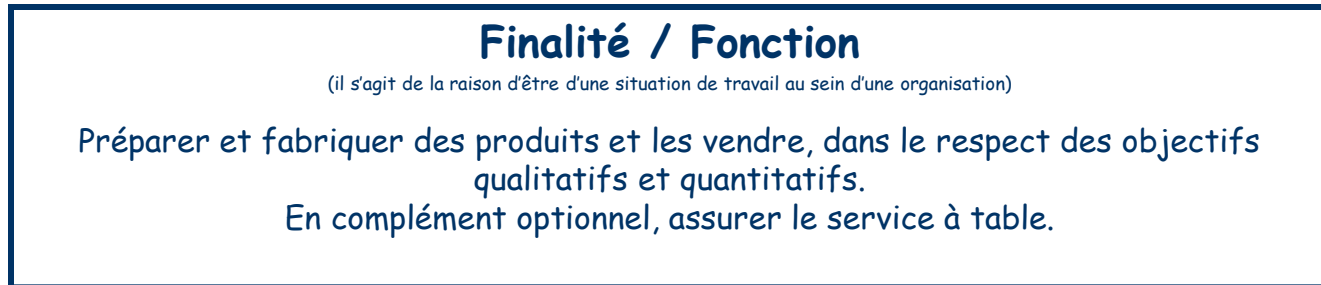 Finalité / Fonction
(il s'agit de la raison d'être d'une situation de travail au sein d'une organisation)
Préparer et fabriquer des produits et les vendre, dans le respect des objectifs
qualitatifs et quantitatifs.
En complément optionnel, assurer le service à table.